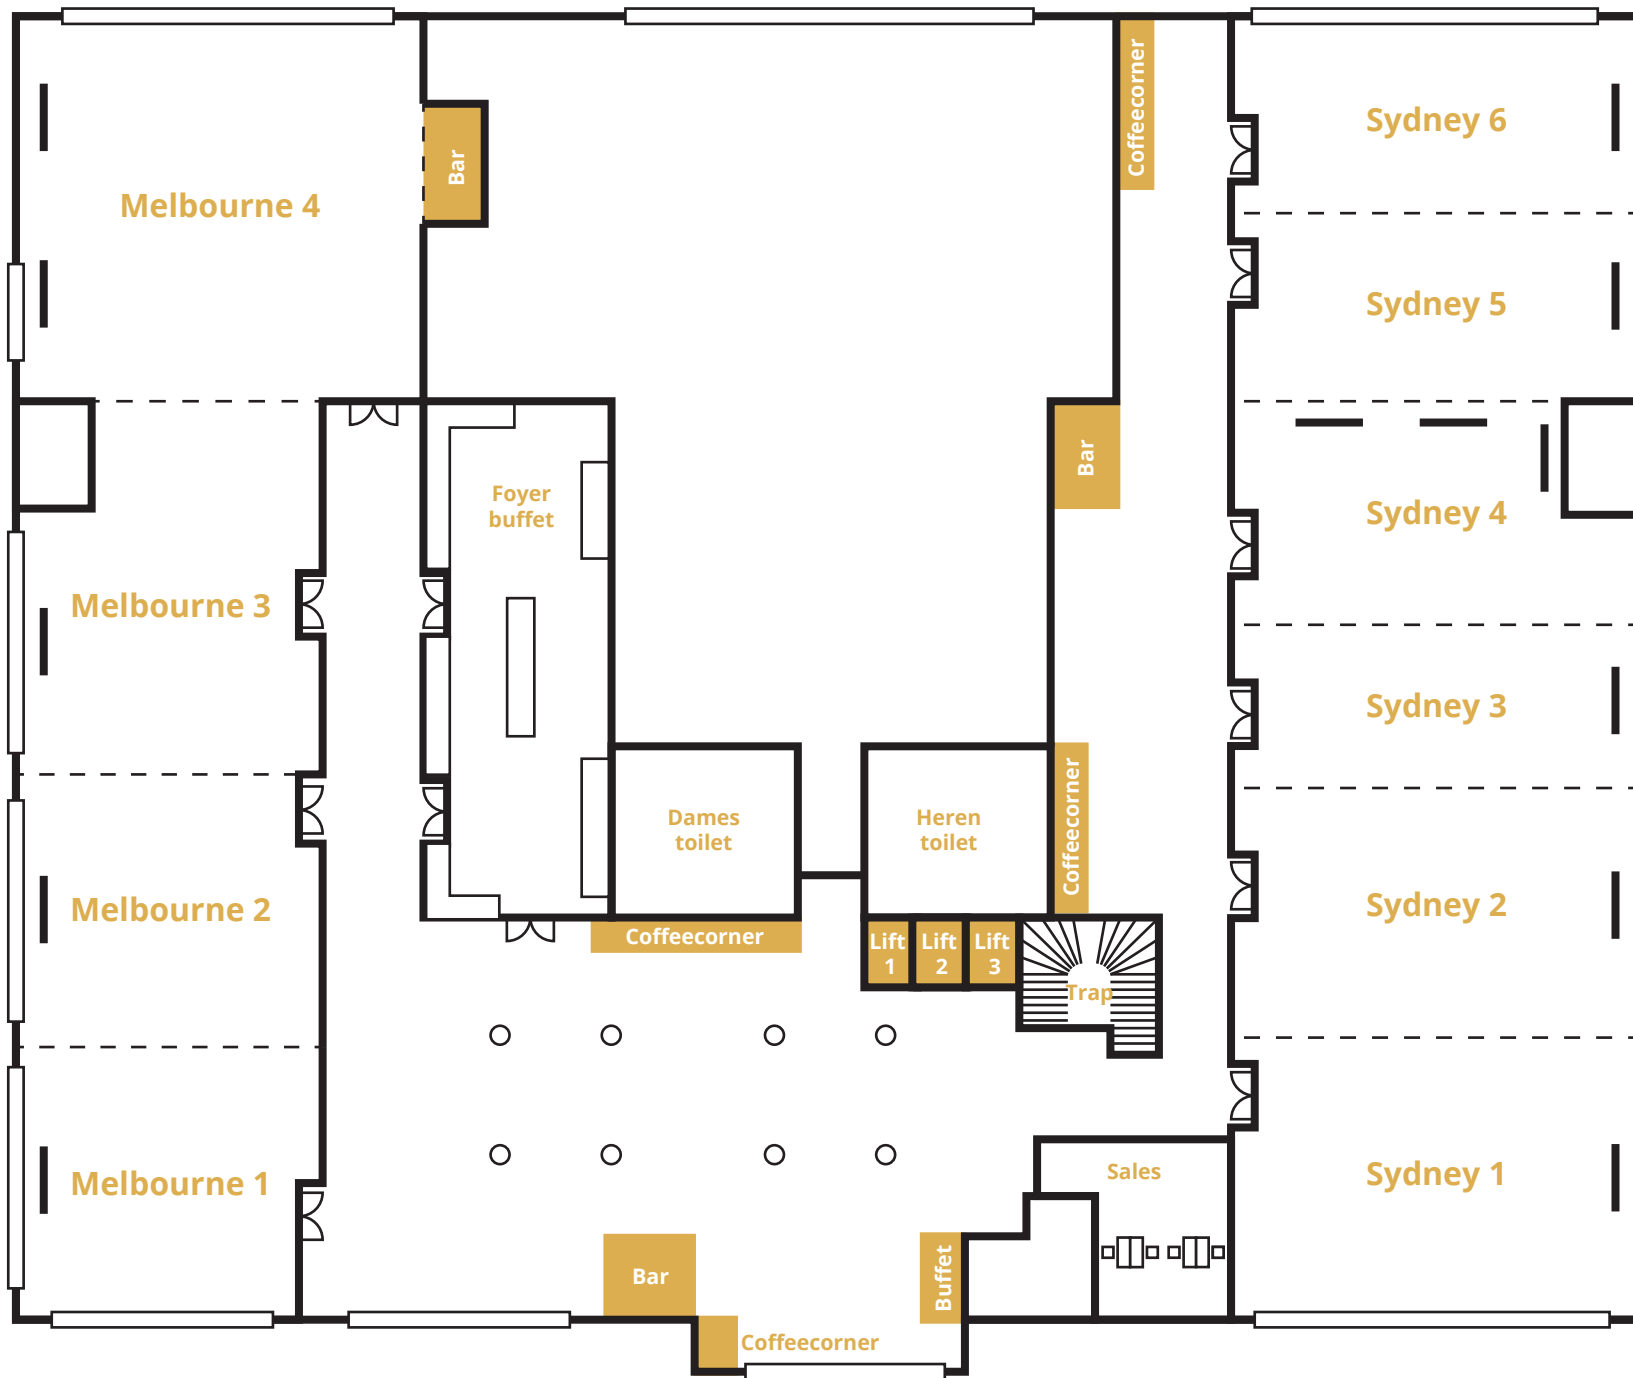 Coffeecorner
Sydney 6
Bar
Melbourne 4
Sydney 5
Bar
Foyer
buffet
Sydney 4
Melbourne 3
Sydney 3
Dames
toilet
Heren
toilet
Coffeecorner
Melbourne 2
Sydney 2
Coffeecorner
Lift
1
Lift
2
Lift
3
Trap
Melbourne 1
Sales
Sydney 1
Bar
Buffet
Coffeecorner